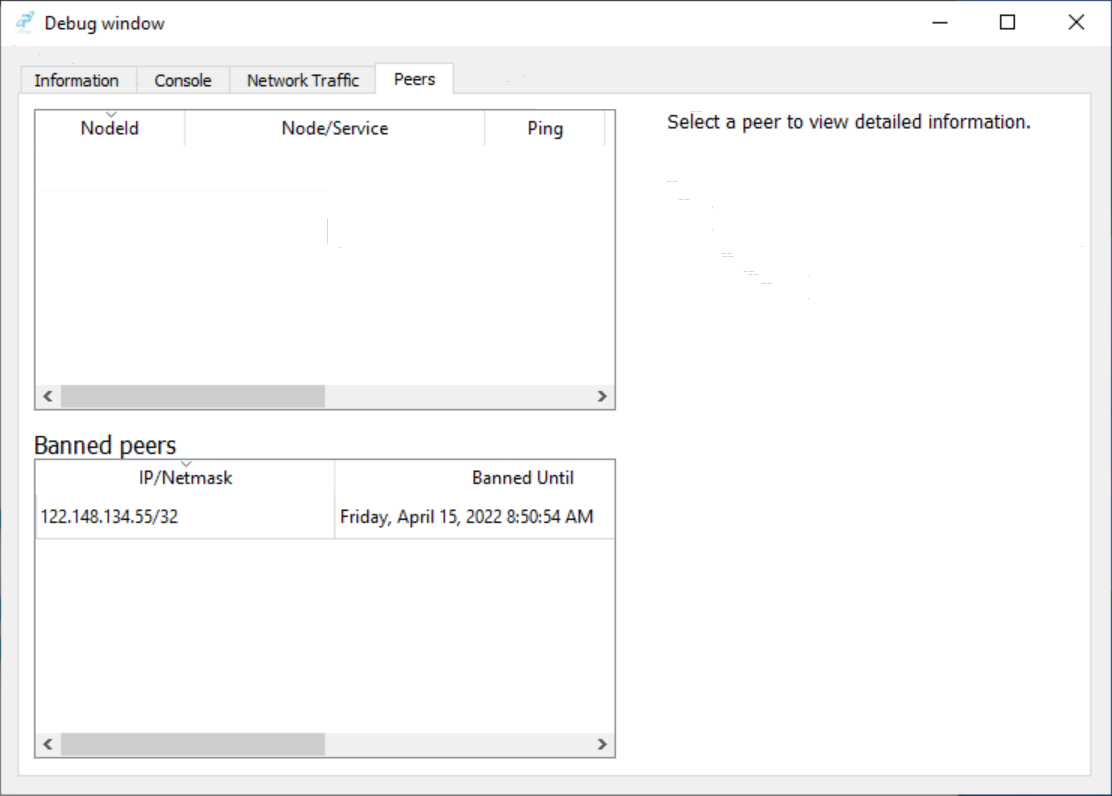 Debug window
Information Console Network Traffic Peers
NodeId Node/Service Ping
Select a peer to view detailed information.
Banned peers
IP/Netmask Banned Until
122.148.134.55/32 Friday, April 15, 2022 8:50:54 AM